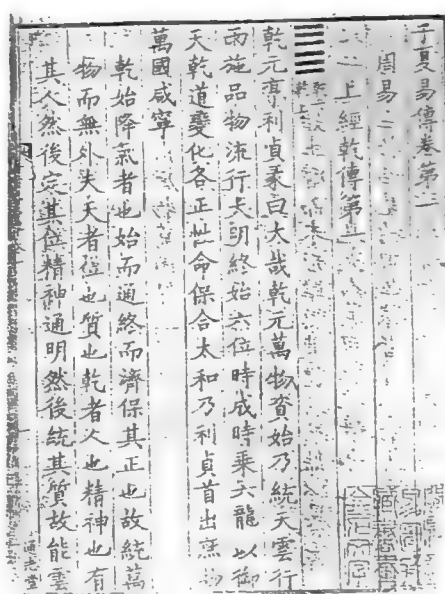 子夏易傳卷第一
周易
上經乾傳第一
乾元亨利貞彖曰大哉乾元萬物資始乃統天雲行
雨施品物流行大明終始六位時成時乘六龍以御
天乾道變化各正性命保合太和乃利貞首出庶物
萬國咸寧
乾始降氣者也始而通終而濟保其正也故統萬
物而無外夫天者位也質也乾者人也精神也有
其人然後定其位精神通明然後統其質故能雲
通志堂